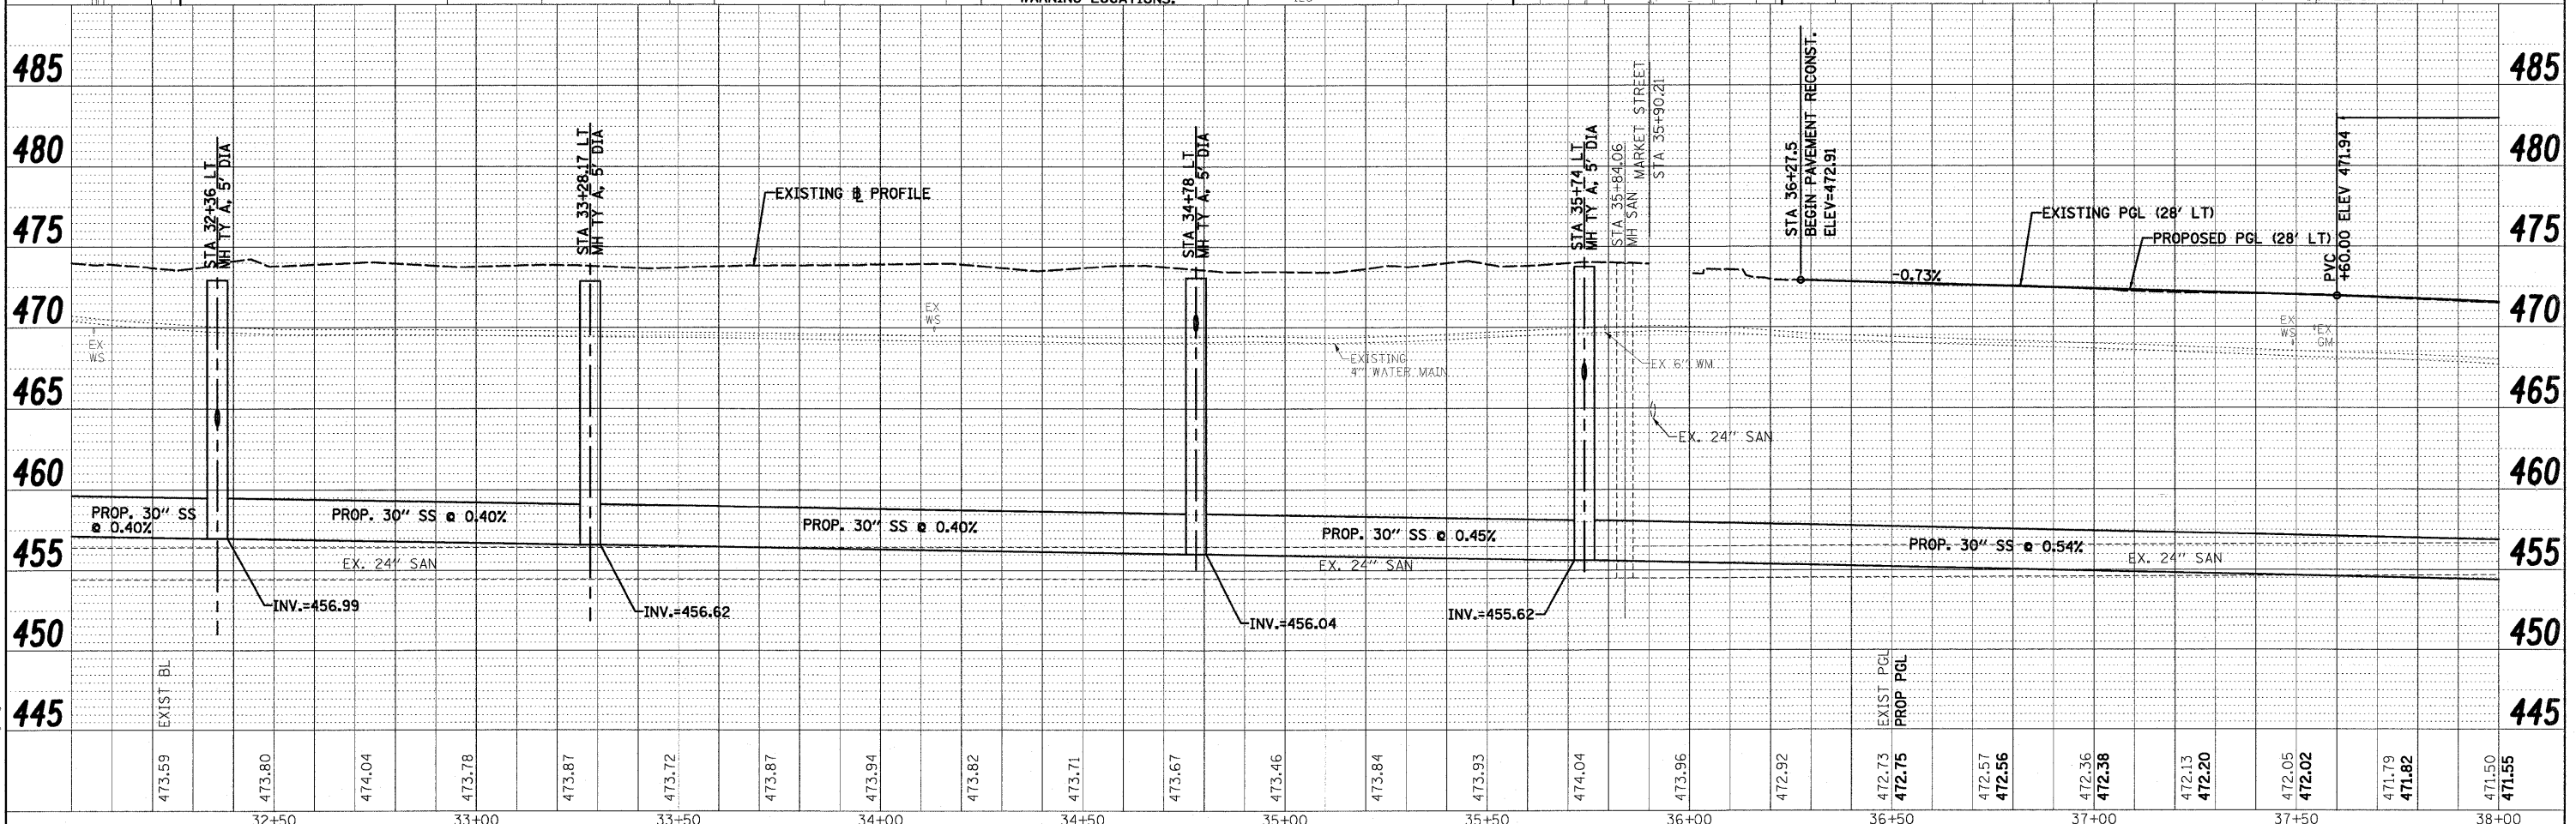 WARNING LOCATIONS.
485
480
475
470
465
460
455
450
445
485
480
475
470
465
460
455
450
445
STA 32+36 LT
MH TY A, 5' DIA
STA 33+28.17 LT
MH TY A, 5' DIA
EXISTING BL PROFILE
STA 34+78 LT
MH TY A, 5' DIA
STA 35+74 LT
MH TY A, 5' DIA
STA 35+84.06
MH SAN
MARKET STREET
STA 35+90.21
STA 36+27.5
BEGIN PAVEMENT RECONST.
ELEV=472.91
EXISTING PGL (28' LT)
PROPOSED PGL (28' LT)
PVC
+60.00 ELEV 471.94
-0.73%
EX
WS
EX
WS
EXISTING
4" WATER MAIN
EX 6" WM
EX. 24" SAN
EX
WS
EX
GM
PROP. 30" SS
@ 0.40%
PROP. 30" SS @ 0.40%
PROP. 30" SS @ 0.40%
PROP. 30" SS @ 0.45%
PROP. 30" SS @ 0.54%
EX. 24" SAN
EX. 24" SAN
EX. 24" SAN
INV.=456.99
INV.=456.62
INV.=456.04
INV.=455.62
EXIST BL
EXIST PGL
PROP PGL
473.59
473.80
474.04
473.78
473.87
473.72
473.87
473.94
473.82
473.71
473.67
473.46
473.84
473.93
474.04
473.96
472.92
472.73
472.75
472.57
472.56
472.36
472.38
472.13
472.20
472.05
472.02
471.79
471.82
471.50
471.55
32+50
33+00
33+50
34+00
34+50
35+00
35+50
36+00
36+50
37+00
37+50
38+00